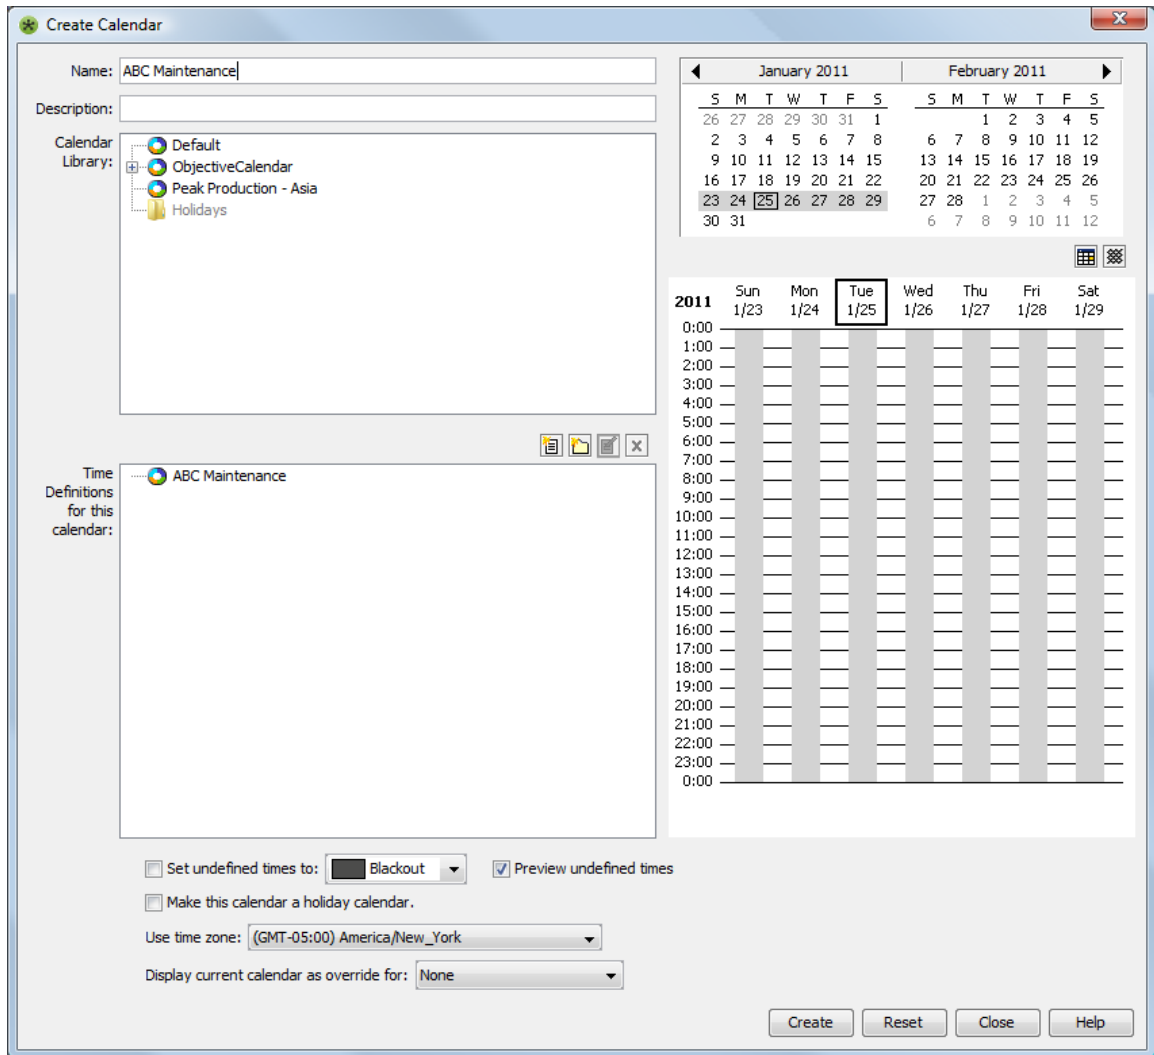 Create Calendar
Name: ABC Maintenance
Description:
Calendar Library:
Default
ObjectiveCalendar
Peak Production - Asia
Holidays
Time Definitions for this calendar:
ABC Maintenance
Set undefined times to: Blackout Preview undefined times
Make this calendar a holiday calendar.
Use time zone: (GMT-05:00) America/New_York
Display current calendar as override for: None
January 2011 February 2011
S M T W T F S S M T W T F S
26 27 28 29 30 31 1 1 2 3 4 5
2 3 4 5 6 7 8 6 7 8 9 10 11 12
9 10 11 12 13 14 15 13 14 15 16 17 18 19
16 17 18 19 20 21 22 20 21 22 23 24 25 26
23 24 25 26 27 28 29 27 28 1 2 3 4 5
30 31 6 7 8 9 10 11 12
2011 Sun Mon Tue Wed Thu Fri Sat
1/23 1/24 1/25 1/26 1/27 1/28 1/29
0:00
1:00
2:00
3:00
4:00
5:00
6:00
7:00
8:00
9:00
10:00
11:00
12:00
13:00
14:00
15:00
16:00
17:00
18:00
19:00
20:00
21:00
22:00
23:00
0:00
Create Reset Close Help